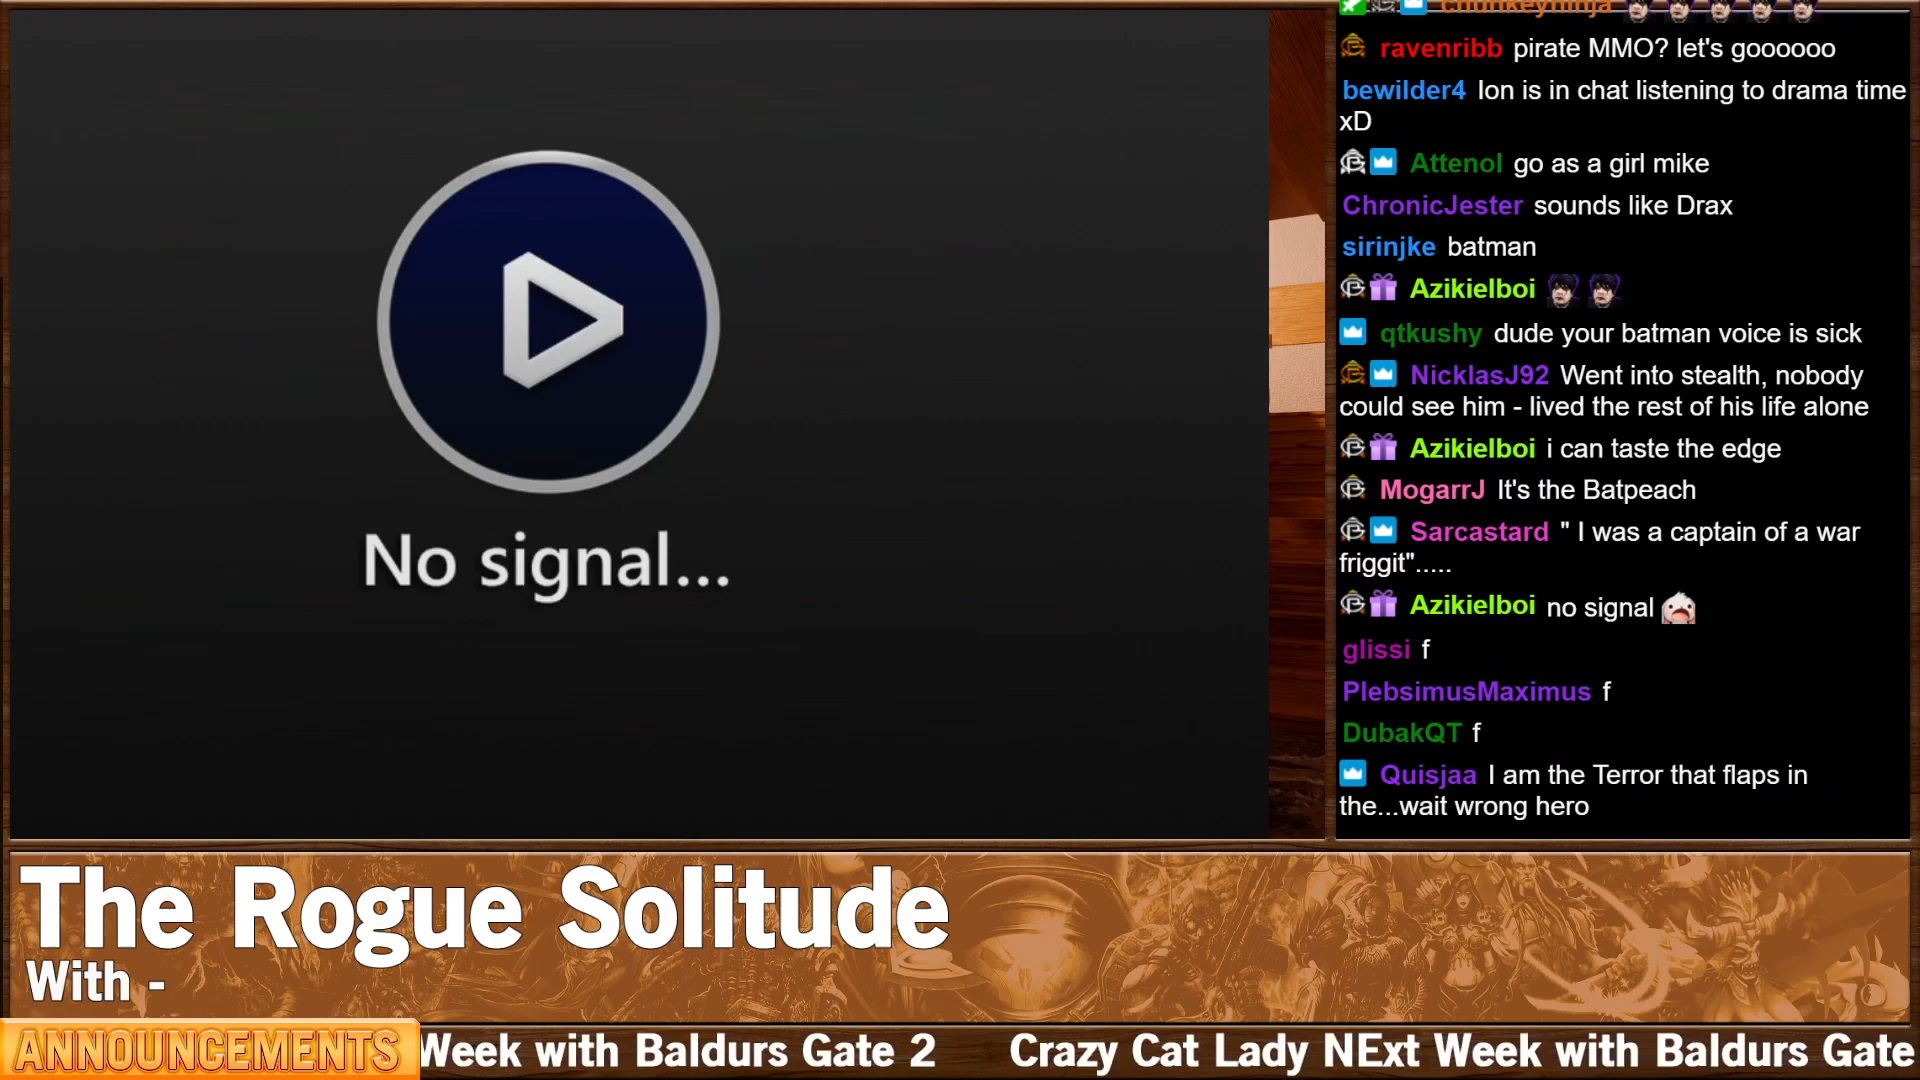 No signal...
chunkeyninja
ravenribb pirate MMO? let's goooooo
bewilder4 Ion is in chat listening to drama time
xD
Attenol go as a girl mike
ChronicJester sounds like Drax
sirinjke batman
Azikielboi
qtkushy dude your batman voice is sick
NicklasJ92 Went into stealth, nobody
could see him - lived the rest of his life alone
Azikielboi i can taste the edge
MogarrJ It's the Batpeach
Sarcastard " I was a captain of a war
friggit".....
Azikielboi no signal
glissi f
PlebsimusMaximus f
DubakQT f
Quisjaa I am the Terror that flaps in
the...wait wrong hero
The Rogue Solitude
With -
ANNOUNCEMENTS Week with Baldurs Gate 2 Crazy Cat Lady NExt Week with Baldurs Gate